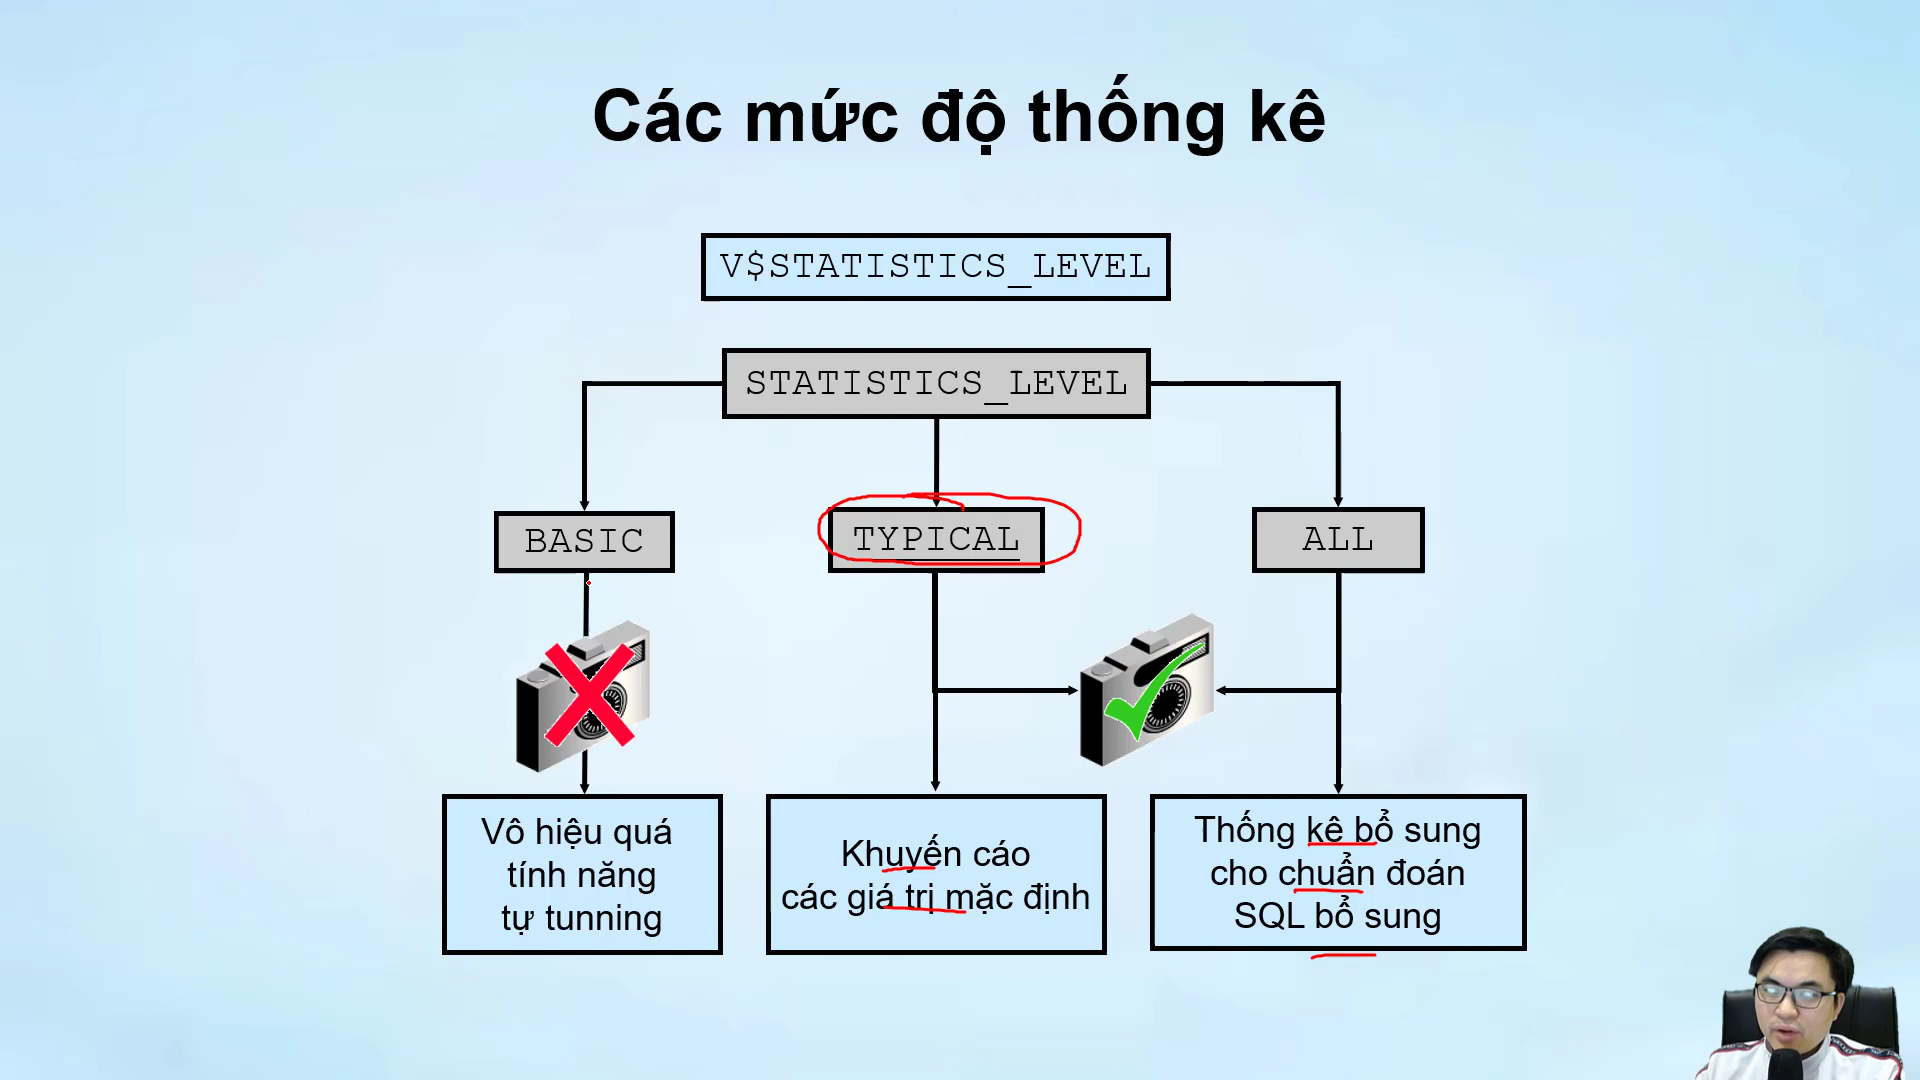 Các mức độ thống kê
V$STATISTICS_LEVEL
STATISTICS_LEVEL
BASIC
TYPICAL
ALL
Vô hiệu quá
tính năng
tự tunning
Khuyến cáo
các giá trị mặc định
Thống kê bổ sung
cho chuẩn đoán
SQL bổ sung